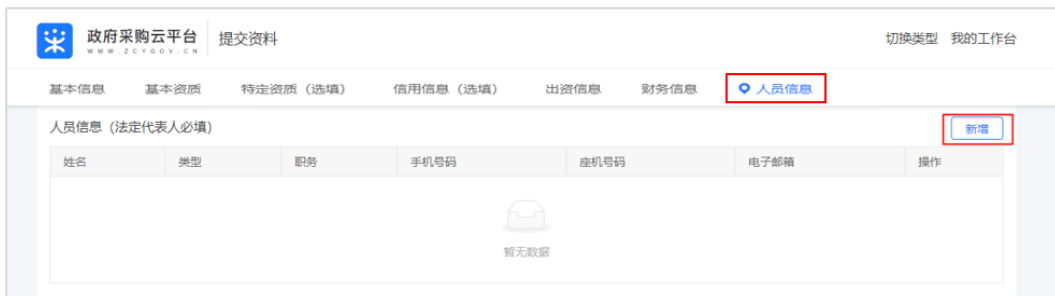 政府采购云平台 提交资料 切换类型 我的工作台
WWW.ZCYGOV.CN
基本信息 基本资质 特定资质（选填） 信用信息（选填） 出资信息 财务信息 人员信息
人员信息（法定代表人必填） 新增
姓名 类型 职务 手机号码 座机号码 电子邮箱 操作
暂无数据